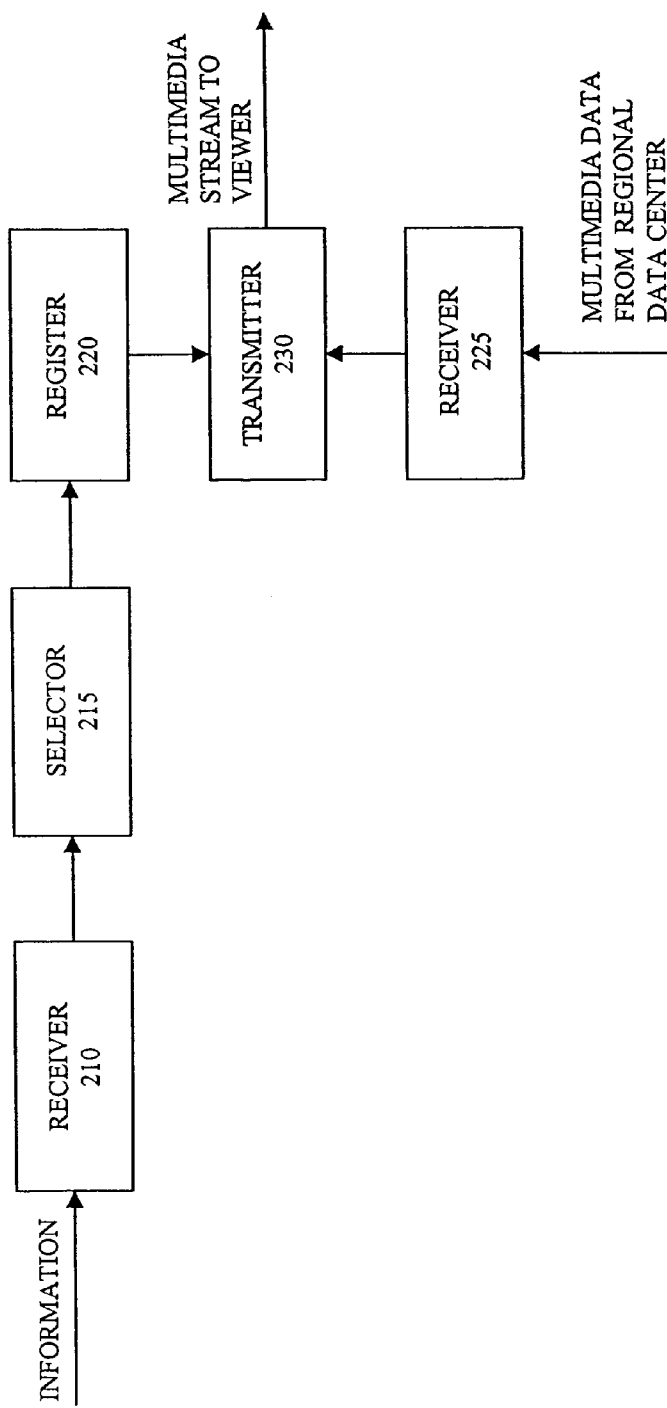 INFORMATION
RECEIVER
210
SELECTOR
215
REGISTER
220
TRANSMITTER
230
MULTIMEDIA
STREAM TO
VIEWER
RECEIVER
225
MULTIMEDIA DATA
FROM REGIONAL
DATA CENTER